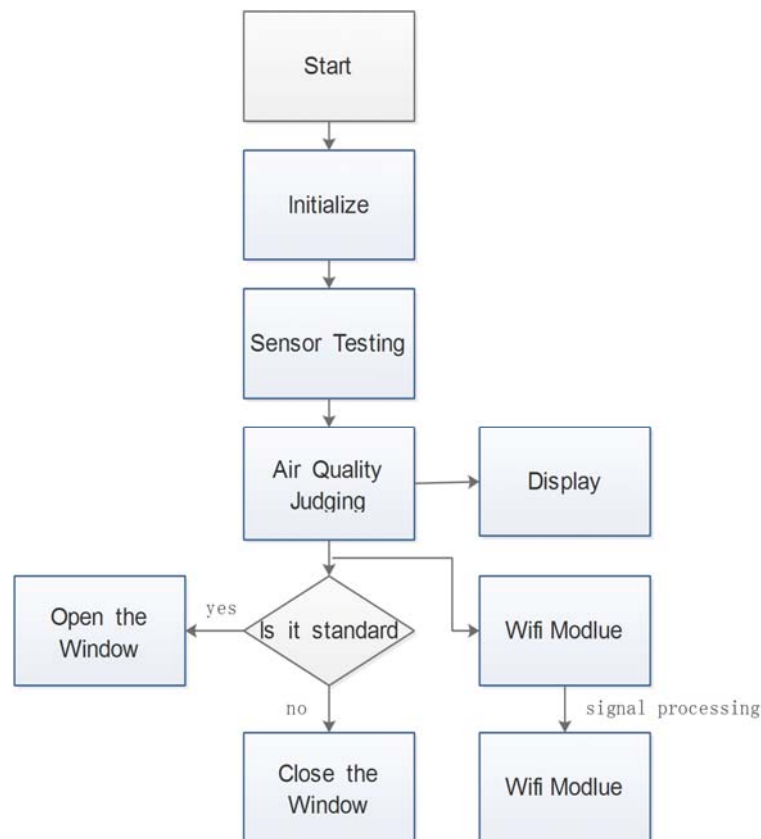 Start
Initialize
Sensor Testing
Air Quality
Judging
Display
Open the
Window
yes
Is it standard
Wifi Modlue
no
signal processing
Close the
Window
Wifi Modlue